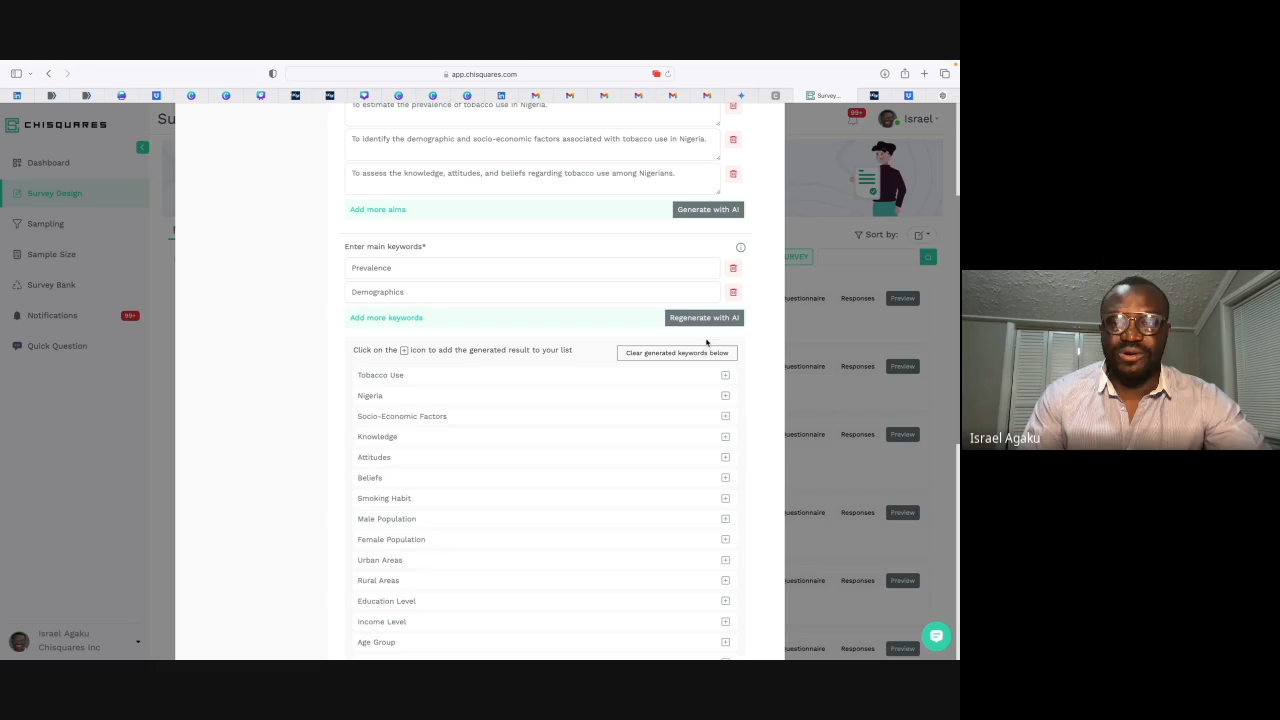 app.chisquares.com
Survey...
To estimate the prevalence of tobacco use in Nigeria.
CHISQUARES
Su
99+
Israel
To identify the demographic and socio-economic factors associated with tobacco use in Nigeria.
Dashboard
To assess the knowledge, attitudes, and beliefs regarding tobacco use among Nigerians.
Survey Design
Add more aims
Generate with AI
Sampling
Sort by:
Enter main keywords*
Sample Size
URVEY
Prevalence
Survey Bank
Demographics
uestionnaire Responses Preview
Notifications 99+
Add more keywords
Regenerate with AI
Quick Question
Click on the + icon to add the generated result to your list
Clear generated keywords below
uestionnaire Responses Preview
Tobacco Use
Nigeria
Socio-Economic Factors
Knowledge
uestionnaire Responses Preview
Israel Agaku
Attitudes
Beliefs
Smoking Habit
uestionnaire Responses Preview
Male Population
Female Population
Urban Areas
Rural Areas
uestionnaire Responses Preview
Education Level
Income Level
Israel Agaku
Chisquares Inc
Age Group
uestionnaire Responses Preview